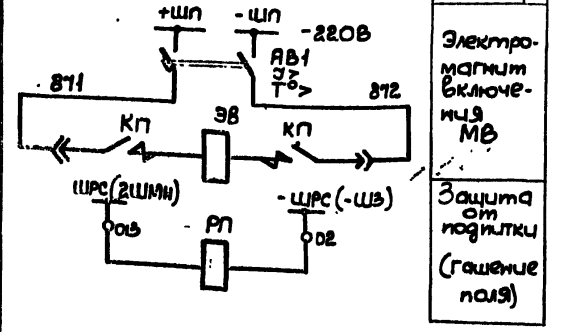 +ШП
-ШП
-220В
АВ1
I>
T°>
871
872
КП
ЭВ
КП
ШРС(2ШМН)
-ШРС(-ШЗ)
013
РП
02
Электро-
магнит
включе-
ния
МВ
Защита
от
подпитки
(гашение
поля)